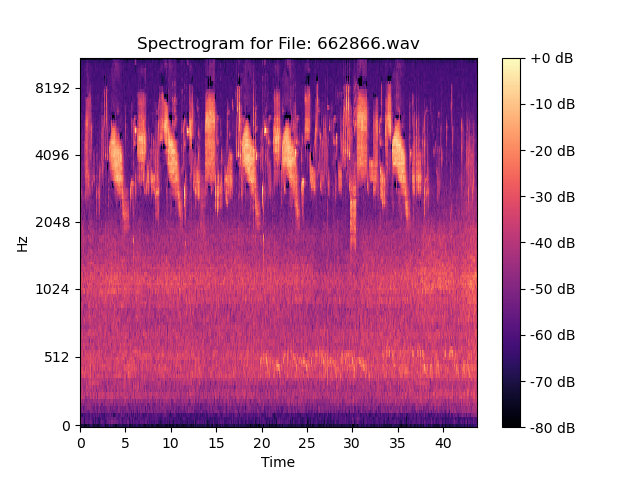 Spectrogram for File: 662866.wav
Hz
8192
4096
2048
1024
512
0
0 5 10 15 20 25 30 35 40
Time
+0 dB
-10 dB
-20 dB
-30 dB
-40 dB
-50 dB
-60 dB
-70 dB
-80 dB